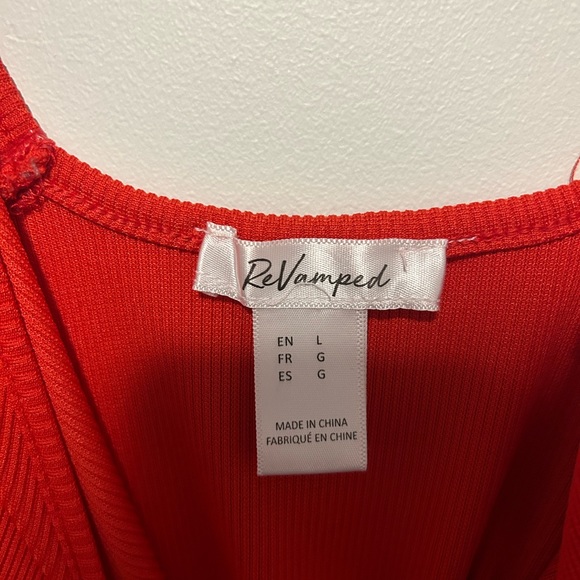 ReVamped
EN L
FR G
ES G
MADE IN CHINA
FABRIQUÉ EN CHINE